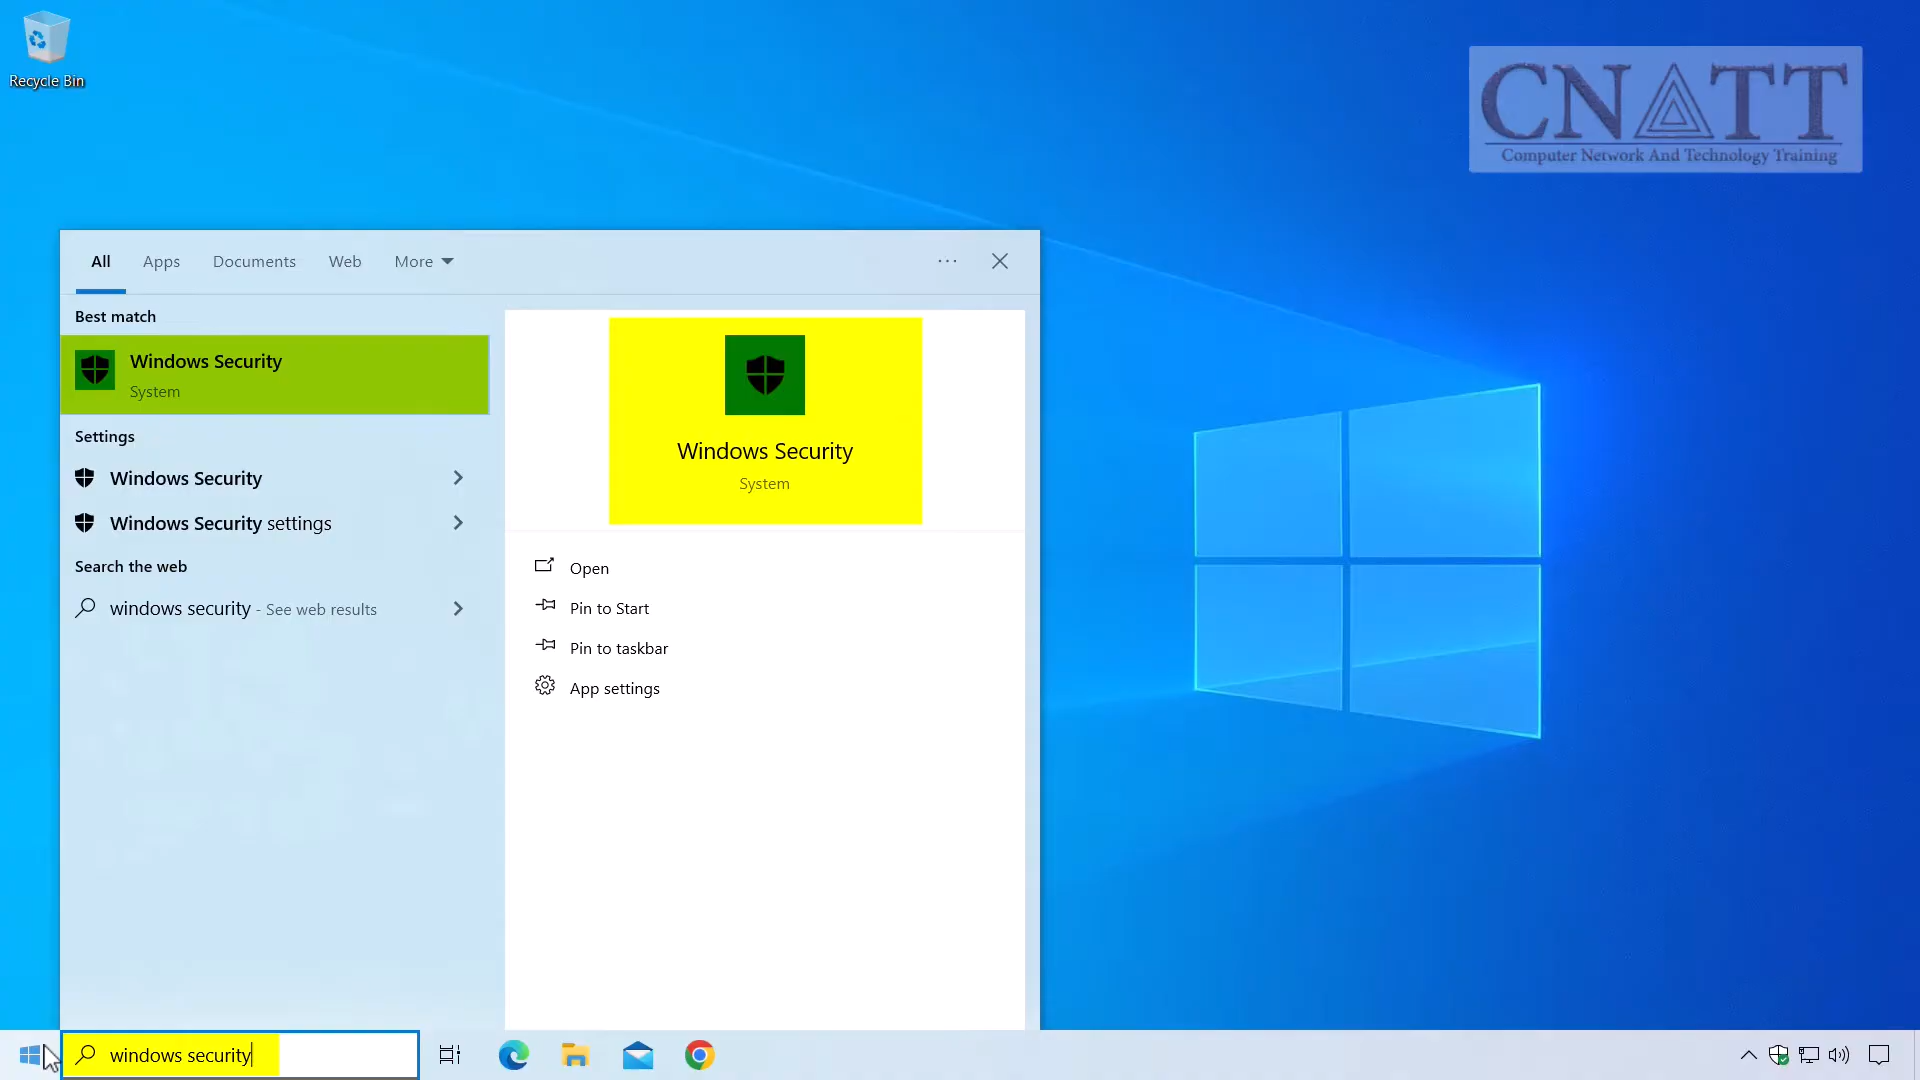 Recycle Bin
CNATT
Computer Network And Technology Training
All Apps Documents Web More
Best match
Windows Security
System
Settings
Windows Security
Windows Security settings
Search the web
windows security - See web results
Windows Security
System
Open
Pin to Start
Pin to taskbar
App settings
windows security